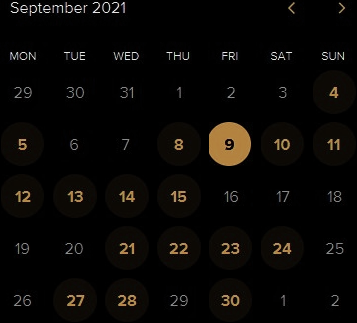 September 2021
MON TUE WED THU FRI SAT SUN
29 30 31 1 2 3 4
5 6 7 8 9 10 11
12 13 14 15 16 17 18
19 20 21 22 23 24 25
26 27 28 29 30 1 2